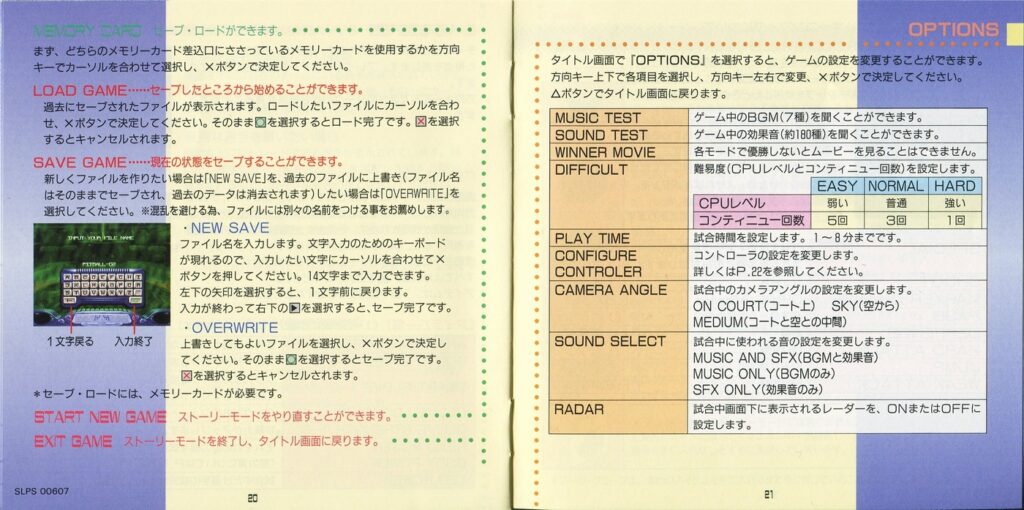 MEMORY CARD セーブ・ロードができます。
まず、どちらのメモリーカード差込口にささっているメモリーカードを使用するかを方向
キーでカーソルを合わせて選択し、×ボタンで決定してください。
LOAD GAME……セーブしたところから始めることができます。
過去にセーブされたファイルが表示されます。ロードしたいファイルにカーソルを合わ
せ、×ボタンで決定してください。そのまま○を選択するとロード完了です。×を選択
するとキャンセルされます。
SAVE GAME……現在の状態をセーブすることができます。
新しくファイルを作りたい場合は「NEW SAVE」を、過去のファイルに上書き(ファイル名
はそのままでセーブされ、過去のデータは消去されます)したい場合は「OVERWRITE」を
選択してください。※混乱を避ける為、ファイルには別々の名前をつける事をお薦めします。
INPUT YOUR FILE NAME
・NEW SAVE
ファイル名を入力します。文字入力のためのキーボード
が現れるので、入力したい文字にカーソルを合わせて×
ボタンを押してください。14文字まで入力できます。
左下の矢印を選択すると、1文字前に戻ります。
入力が終わって右下の▶を選択すると、セーブ完了です。
1文字戻る 入力終了
・OVERWRITE
上書きしてもよいファイルを選択し、×ボタンで決定し
てください。そのまま○を選択するとセーブ完了です。
×を選択するとキャンセルされます。
*セーブ・ロードには、メモリーカードが必要です。
START NEW GAME ストーリーモードをやり直すことができます。
EXIT GAME ストーリーモードを終了し、タイトル画面に戻ります。
SLPS 00607
20
OPTIONS
タイトル画面で「OPTIONS」を選択すると、ゲームの設定を変更することができます。
方向キー上下で各項目を選択し、方向キー左右で変更、×ボタンで決定してください。
△ボタンでタイトル画面に戻ります。
MUSIC TEST ゲーム中のBGM(7種)を聞くことができます。
SOUND TEST ゲーム中の効果音(約180種)を聞くことができます。
WINNER MOVIE 各モードで優勝しないとムービーを見ることはできません。
DIFFICULT 難易度(CPUレベルとコンティニュー回数)を設定します。
EASY NORMAL HARD
CPUレベル 弱い 普通 強い
コンティニュー回数 5回 3回 1回
PLAY TIME 試合時間を設定します。1〜8分までです。
CONFIGURE コントローラの設定を変更します。
CONTROLER 詳しくはP.22を参照してください。
CAMERA ANGLE 試合中のカメラアングルの設定を変更します。
ON COURT(コート上) SKY(空から)
MEDIUM(コートと空との中間)
SOUND SELECT 試合中に使われる音の設定を変更します。
MUSIC AND SFX(BGMと効果音)
MUSIC ONLY(BGMのみ)
SFX ONLY(効果音のみ)
RADAR 試合中画面下に表示されるレーダーを、ONまたはOFFに
設定します。
21